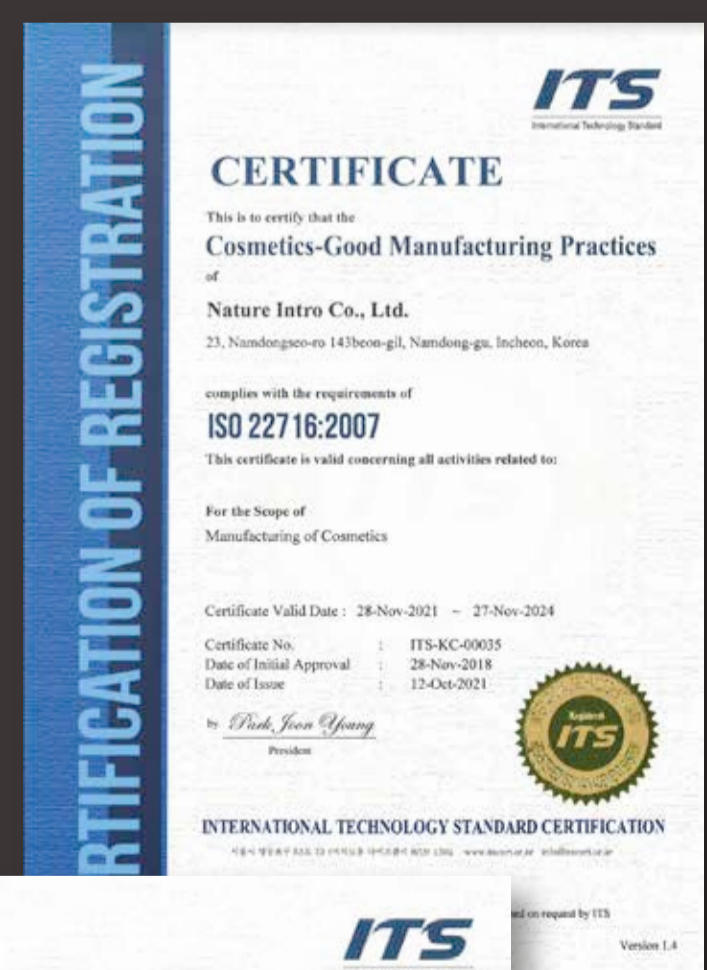 RTIFICATION OF REGISTRATION
ITS
International Technology Standard
CERTIFICATE
This is to certify that the
Cosmetics-Good Manufacturing Practices
of
Nature Intro Co., Ltd.
23, Namdongseo-ro 143beon-gil, Namdong-gu, Incheon, Korea
complies with the requirements of
ISO 22716:2007
This certificate is valid concerning all activities related to:
For the Scope of
Manufacturing of Cosmetics
Certificate Valid Date : 28-Nov-2021 ~ 27-Nov-2024
Certificate No. : ITS-KC-00035
Date of Initial Approval : 28-Nov-2018
Date of Issue : 12-Oct-2021
by Park Joon Young
President
Registered
ITS
INTERNATIONAL TECHNOLOGY STANDARD CERTIFICATION
on request by ITS
Version 1.4
ITS